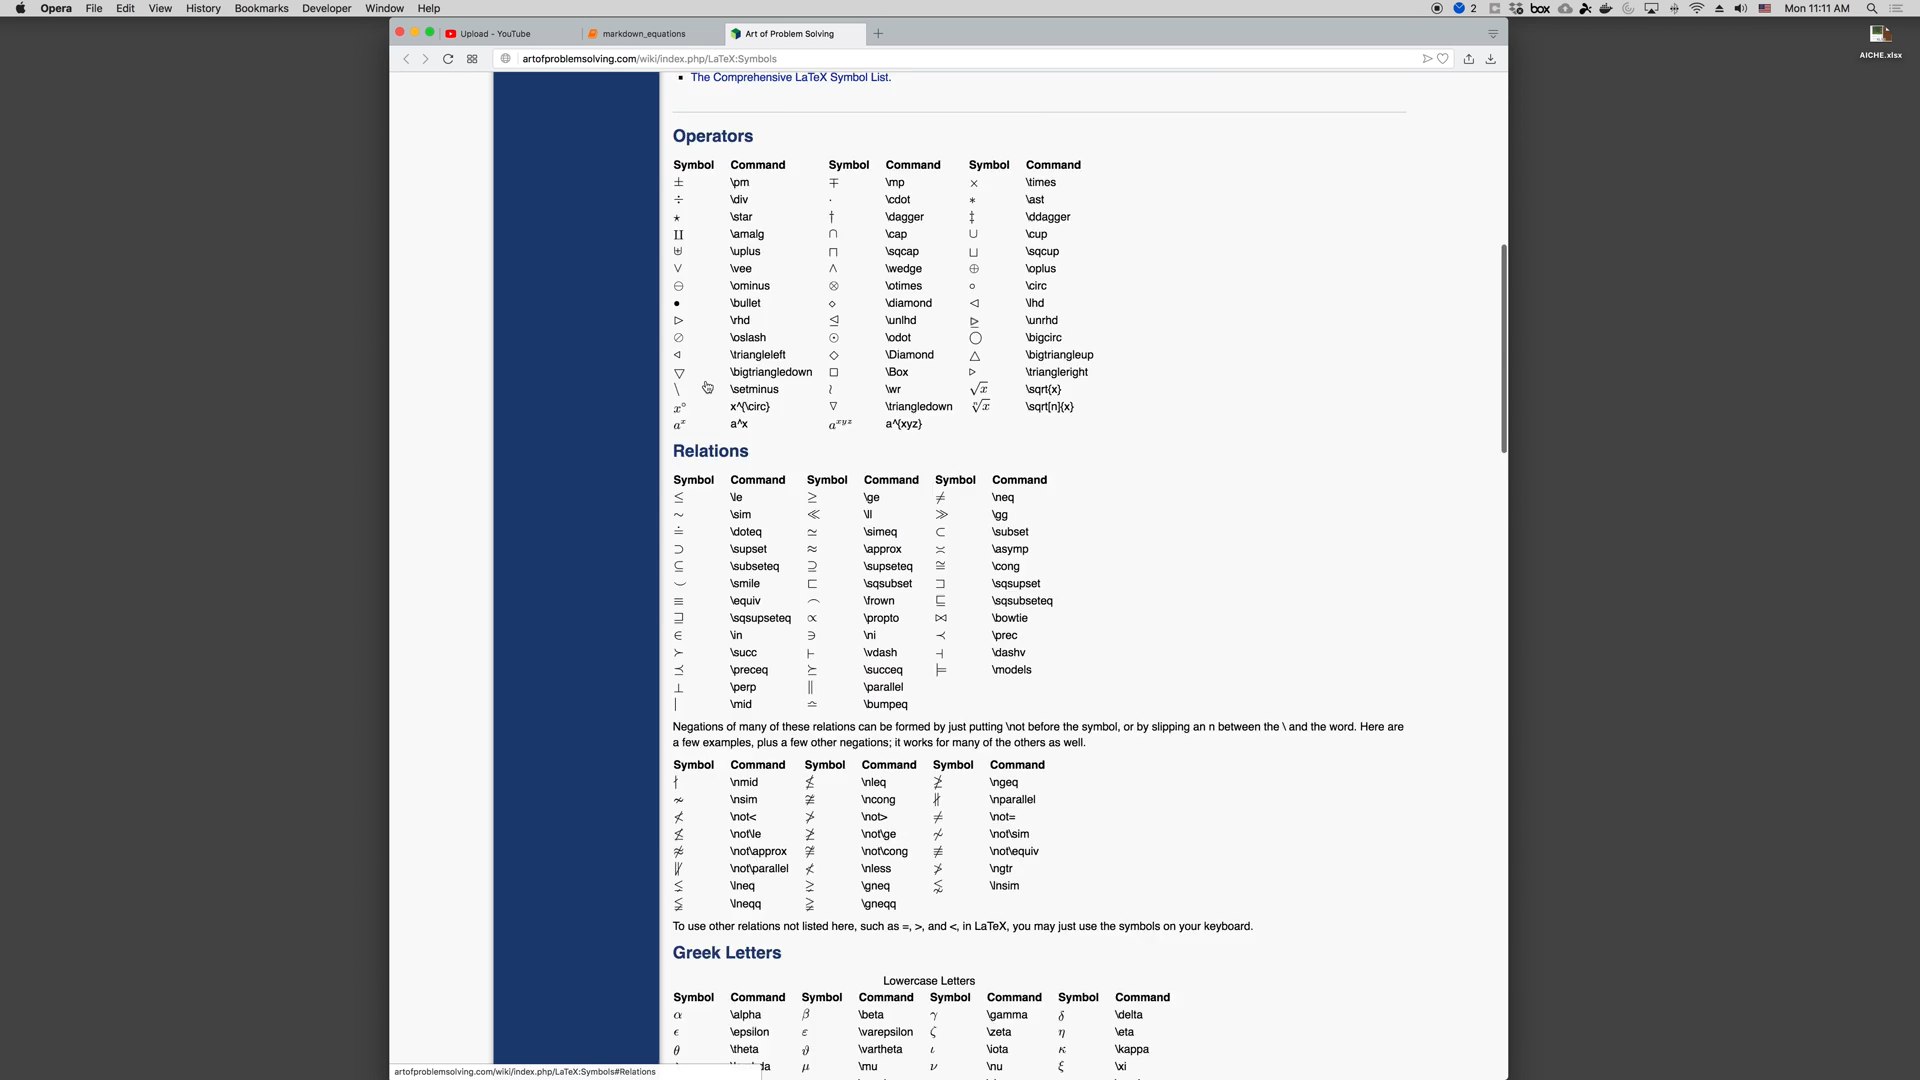 Opera File Edit View History Bookmarks Developer Window Help 2 box Mon 11:11 AM
Upload - YouTube markdown_equations Art of Problem Solving
artofproblemsolving.com/wiki/index.php/LaTeX:Symbols
AICHE.xlsx
The Comprehensive LaTeX Symbol List.
Operators
Symbol Command Symbol Command Symbol Command
± \pm ∓ \mp × \times
÷ \div · \cdot ∗ \ast
⋆ \star † \dagger ‡ \ddagger
⨿ \amalg ∩ \cap ∪ \cup
⊎ \uplus ⊓ \sqcap ⊔ \sqcup
∨ \vee ∧ \wedge ⊕ \oplus
⊖ \ominus ⊗ \otimes ∘ \circ
• \bullet ⋄ \diamond ⊲ \lhd
⊳ \rhd ⊴ \unlhd ⊵ \unrhd
⊘ \oslash ⊙ \odot ◯ \bigcirc
◃ \triangleleft ◇ \Diamond △ \bigtriangleup
▽ \bigtriangledown □ \Box ▹ \triangleright
\ \setminus ≀ \wr √x \sqrt{x}
x° x^{\circ} ▿ \triangledown ⁿ√x \sqrt[n]{x}
aˣ a^x aˣʸᶻ a^{xyz}
Relations
Symbol Command Symbol Command Symbol Command
≤ \le ≥ \ge ≠ \neq
∼ \sim ≪ \ll ≫ \gg
≐ \doteq ≃ \simeq ⊂ \subset
⊃ \supset ≈ \approx ≍ \asymp
⊆ \subseteq ⊇ \supseteq ≅ \cong
⌣ \smile ⊏ \sqsubset ⊐ \sqsupset
≡ \equiv ⌢ \frown ⊑ \sqsubseteq
⊒ \sqsupseteq ∝ \propto ⋈ \bowtie
∈ \in ∋ \ni ≺ \prec
≻ \succ ⊢ \vdash ⊣ \dashv
⪯ \preceq ⪰ \succeq ⊨ \models
⊥ \perp ∥ \parallel
∣ \mid ≏ \bumpeq
Negations of many of these relations can be formed by just putting \not before the symbol, or by slipping an n between the \ and the word. Here are
a few examples, plus a few other negations; it works for many of the others as well.
Symbol Command Symbol Command Symbol Command
∤ \nmid ≰ \nleq ≱ \ngeq
≁ \nsim ≇ \ncong ∦ \nparallel
≮ \not< ≯ \not> ≠ \not=
≰ \not\le ≱ \not\ge ≁ \not\sim
≉ \not\approx ≇ \not\cong ≢ \not\equiv
∦ \not\parallel ≮ \nless ≯ \ngtr
⪇ \lneq ⪈ \gneq ⋦ \lnsim
≨ \lneqq ≩ \gneqq
To use other relations not listed here, such as =, >, and <, in LaTeX, you may just use the symbols on your keyboard.
Greek Letters
Lowercase Letters
Symbol Command Symbol Command Symbol Command Symbol Command
α \alpha β \beta γ \gamma δ \delta
ϵ \epsilon ε \varepsilon ζ \zeta η \eta
θ \theta ϑ \vartheta ι \iota κ \kappa
μ \mu ν \nu ξ \xi
artofproblemsolving.com/wiki/index.php/LaTeX:Symbols#Relations